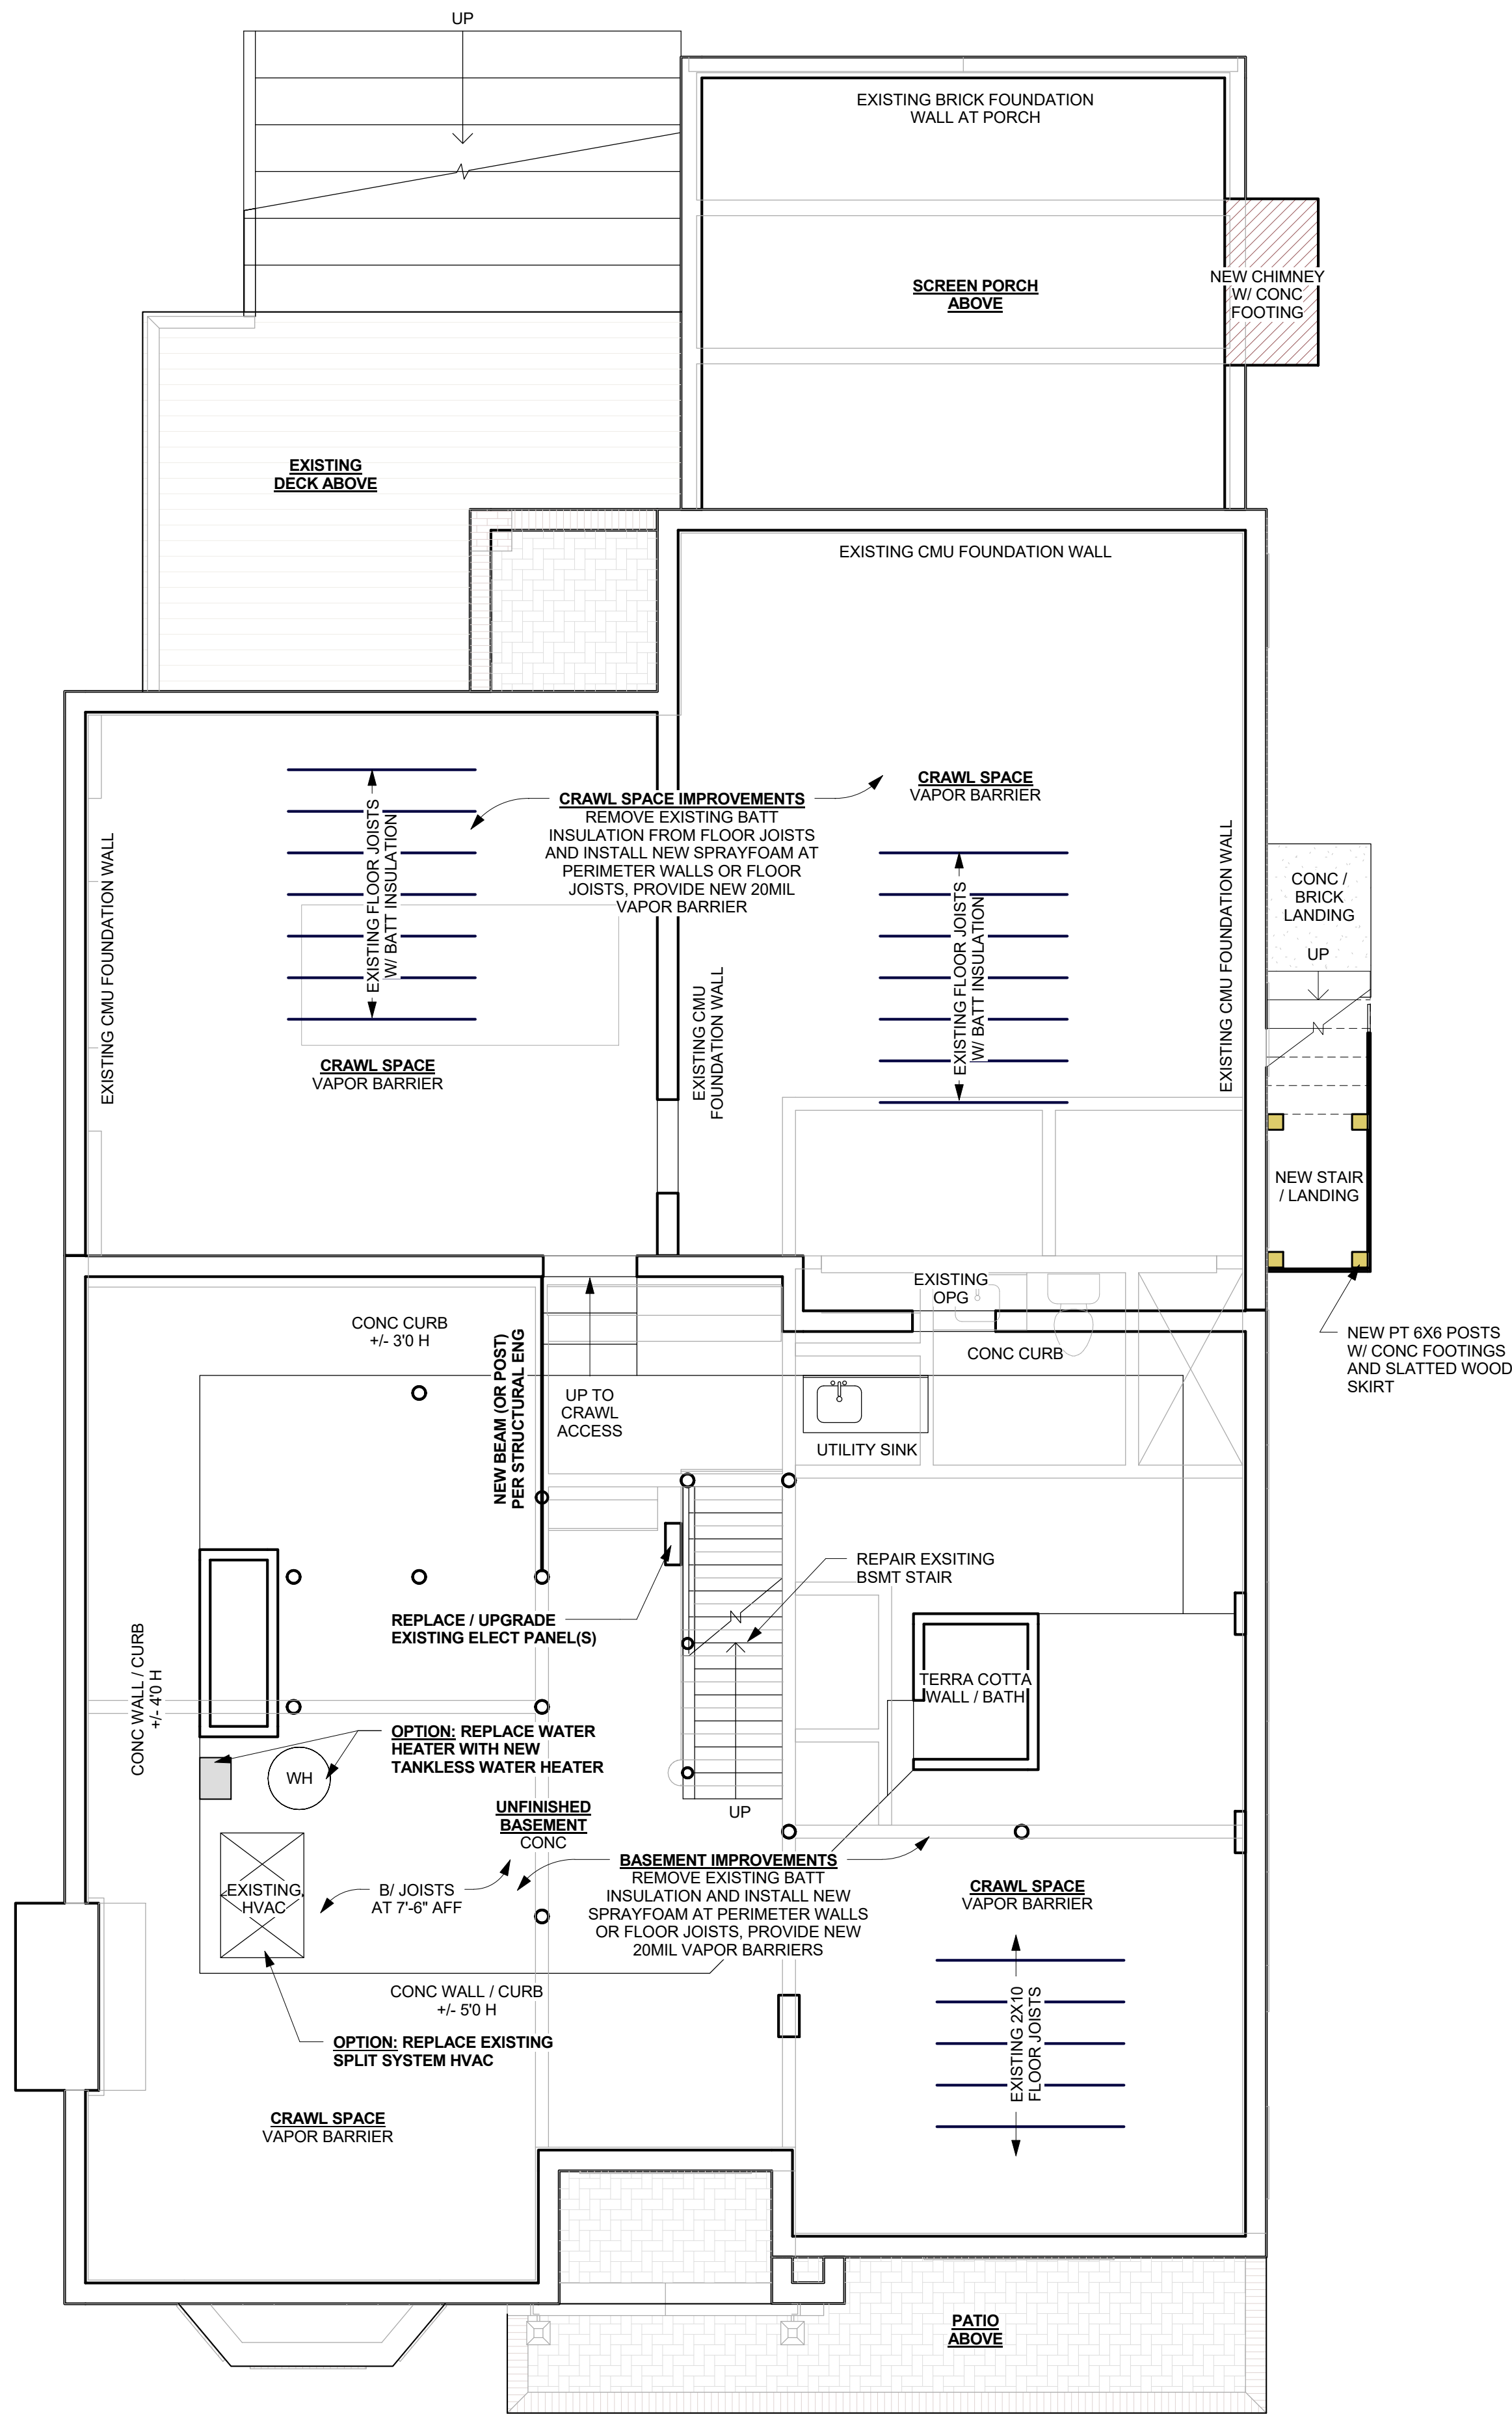 UP
EXISTING BRICK FOUNDATION
WALL AT PORCH
SCREEN PORCH
ABOVE
NEW CHIMNEY
W/ CONC
FOOTING
EXISTING
DECK ABOVE
EXISTING CMU FOUNDATION WALL
CRAWL SPACE IMPROVEMENTS
REMOVE EXISTING BATT
INSULATION FROM FLOOR JOISTS
AND INSTALL NEW SPRAYFOAM AT
PERIMETER WALLS OR FLOOR
JOISTS, PROVIDE NEW 20MIL
VAPOR BARRIER
CRAWL SPACE
VAPOR BARRIER
EXISTING CMU FOUNDATION WALL
EXISTING FLOOR JOISTS
W/ BATT INSULATION
CRAWL SPACE
VAPOR BARRIER
EXISTING CMU
FOUNDATION WALL
EXISTING FLOOR JOISTS
W/ BATT INSULATION
EXISTING CMU FOUNDATION WALL
CONC /
BRICK
LANDING
UP
NEW STAIR
/ LANDING
NEW PT 6X6 POSTS
W/ CONC FOOTINGS
AND SLATTED WOOD
SKIRT
EXISTING
OPG
CONC CURB
CONC CURB
+/- 3'0 H
NEW BEAM (OR POST)
PER STRUCTURAL ENG
UP TO
CRAWL
ACCESS
UTILITY SINK
REPAIR EXSITING
BSMT STAIR
REPLACE / UPGRADE
EXISTING ELECT PANEL(S)
CONC WALL / CURB
+/- 4'0 H
TERRA COTTA
WALL / BATH
OPTION: REPLACE WATER
HEATER WITH NEW
TANKLESS WATER HEATER
WH
UNFINISHED
BASEMENT
CONC
UP
BASEMENT IMPROVEMENTS
REMOVE EXISTING BATT
INSULATION AND INSTALL NEW
SPRAYFOAM AT PERIMETER WALLS
OR FLOOR JOISTS, PROVIDE NEW
20MIL VAPOR BARRIERS
EXISTING
HVAC
B/ JOISTS
AT 7'-6" AFF
CRAWL SPACE
VAPOR BARRIER
CONC WALL / CURB
+/- 5'0 H
OPTION: REPLACE EXISTING
SPLIT SYSTEM HVAC
EXISTING 2X10
FLOOR JOISTS
CRAWL SPACE
VAPOR BARRIER
PATIO
ABOVE